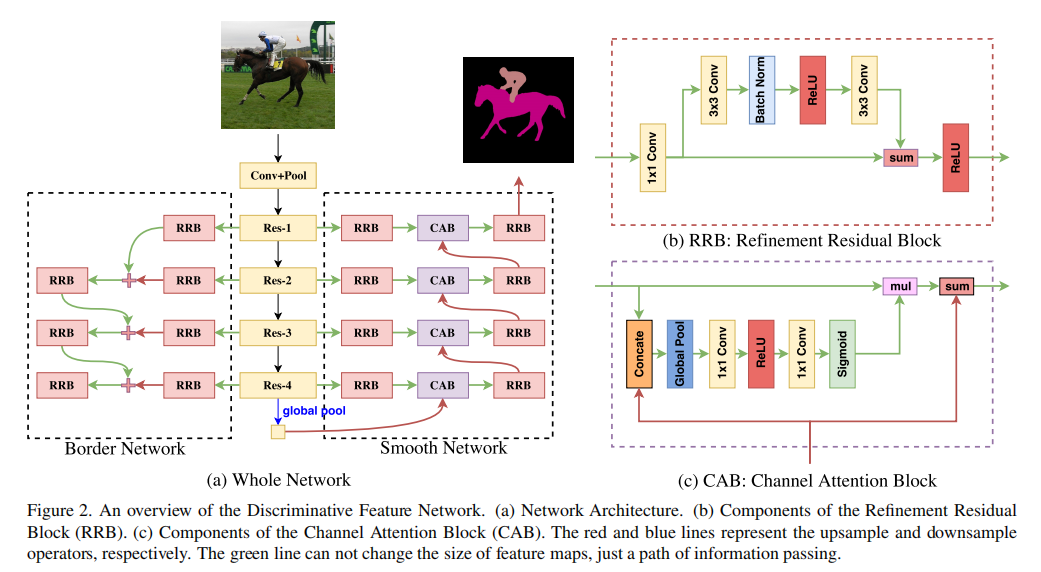 Conv+Pool
RRB
Res-1
RRB
CAB
RRB
RRB
RRB
Res-2
RRB
CAB
RRB
RRB
RRB
Res-3
RRB
CAB
RRB
RRB
RRB
Res-4
RRB
CAB
RRB
global pool
Border Network
Smooth Network
(a) Whole Network
1x1 Conv
3x3 Conv
Batch Norm
ReLU
3x3 Conv
sum
ReLU
(b) RRB: Refinement Residual Block
mul
sum
Concate
Global Pool
1x1 Conv
ReLU
1x1 Conv
Sigmoid
(c) CAB: Channel Attention Block
Figure 2. An overview of the Discriminative Feature Network. (a) Network Architecture. (b) Components of the Refinement Residual
Block (RRB). (c) Components of the Channel Attention Block (CAB). The red and blue lines represent the upsample and downsample
operators, respectively. The green line can not change the size of feature maps, just a path of information passing.